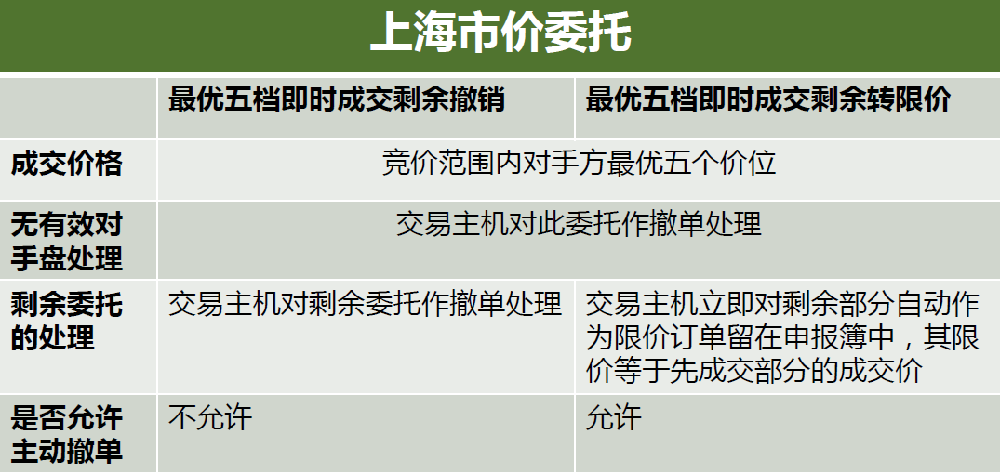 上海市价委托
最优五档即时成交剩余撤销
最优五档即时成交剩余转限价
成交价格
竞价范围内对手方最优五个价位
无有效对
手盘处理
交易主机对此委托作撤单处理
剩余委托
的处理
交易主机对剩余委托作撤单处理
交易主机立即对剩余部分自动作
为限价订单留在申报簿中，其限
价等于先成交部分的成交价
是否允许
主动撤单
不允许
允许